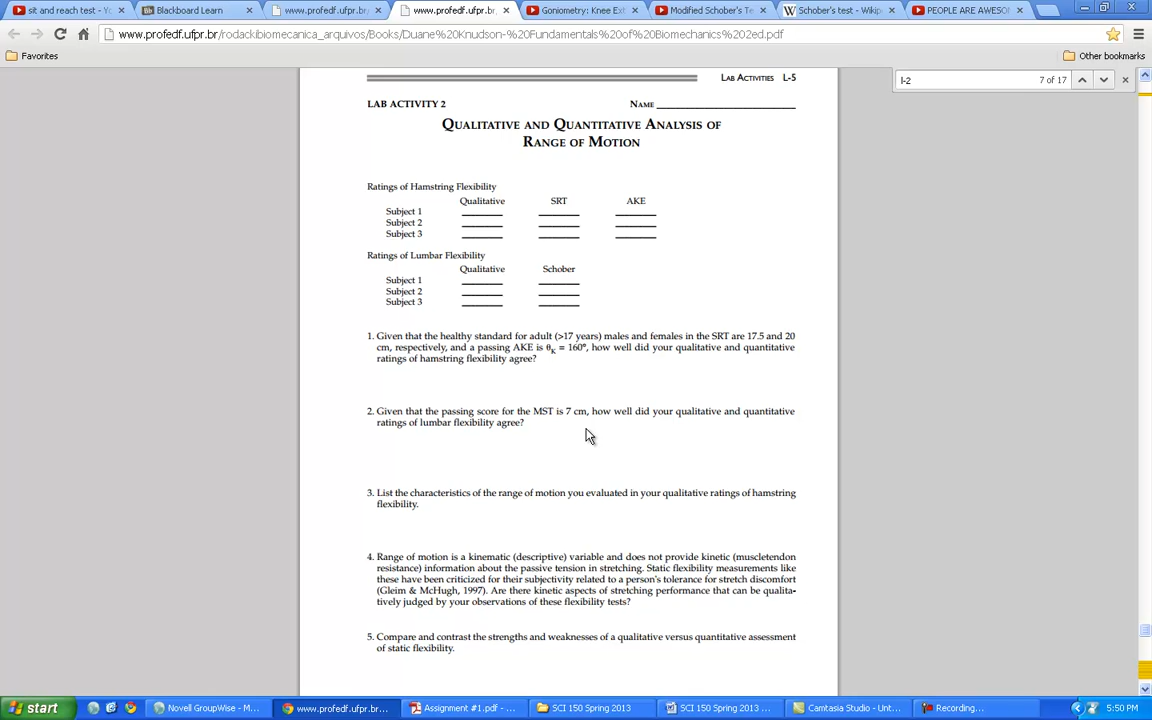 sit and reach test - Yo
Blackboard Learn
www.profedf.ufpr.br/
www.profedf.ufpr.br/
Goniometry: Knee Ext
Modified Schober's Te
Schober's test - Wikipe
PEOPLE ARE AWESO
www.profedf.ufpr.br/rodackibiomecanica_arquivos/Books/Duane%20Knudson-%20Fundamentals%20of%20Biomechanics%202ed.pdf
Favorites
Other bookmarks
l-2
7 of 17
LAB ACTIVITIES L-5
LAB ACTIVITY 2 NAME
QUALITATIVE AND QUANTITATIVE ANALYSIS OF
RANGE OF MOTION
Ratings of Hamstring Flexibility
Qualitative SRT AKE
Subject 1
Subject 2
Subject 3
Ratings of Lumbar Flexibility
Qualitative Schober
Subject 1
Subject 2
Subject 3
1. Given that the healthy standard for adult (>17 years) males and females in the SRT are 17.5 and 20
cm, respectively, and a passing AKE is θK = 160°, how well did your qualitative and quantitative
ratings of hamstring flexibility agree?
2. Given that the passing score for the MST is 7 cm, how well did your qualitative and quantitative
ratings of lumbar flexibility agree?
3. List the characteristics of the range of motion you evaluated in your qualitative ratings of hamstring
flexibility.
4. Range of motion is a kinematic (descriptive) variable and does not provide kinetic (muscletendon
resistance) information about the passive tension in stretching. Static flexibility measurements like
these have been criticized for their subjectivity related to a person's tolerance for stretch discomfort
(Gleim & McHugh, 1997). Are there kinetic aspects of stretching performance that can be qualita-
tively judged by your observations of these flexibility tests?
5. Compare and contrast the strengths and weaknesses of a qualitative versus quantitative assessment
of static flexibility.
start
Novell GroupWise - M...
www.profedf.ufpr.br...
Assignment #1.pdf - ...
SCI 150 Spring 2013
SCI 150 Spring 2013 ...
Camtasia Studio - Unt...
Recording...
5:50 PM